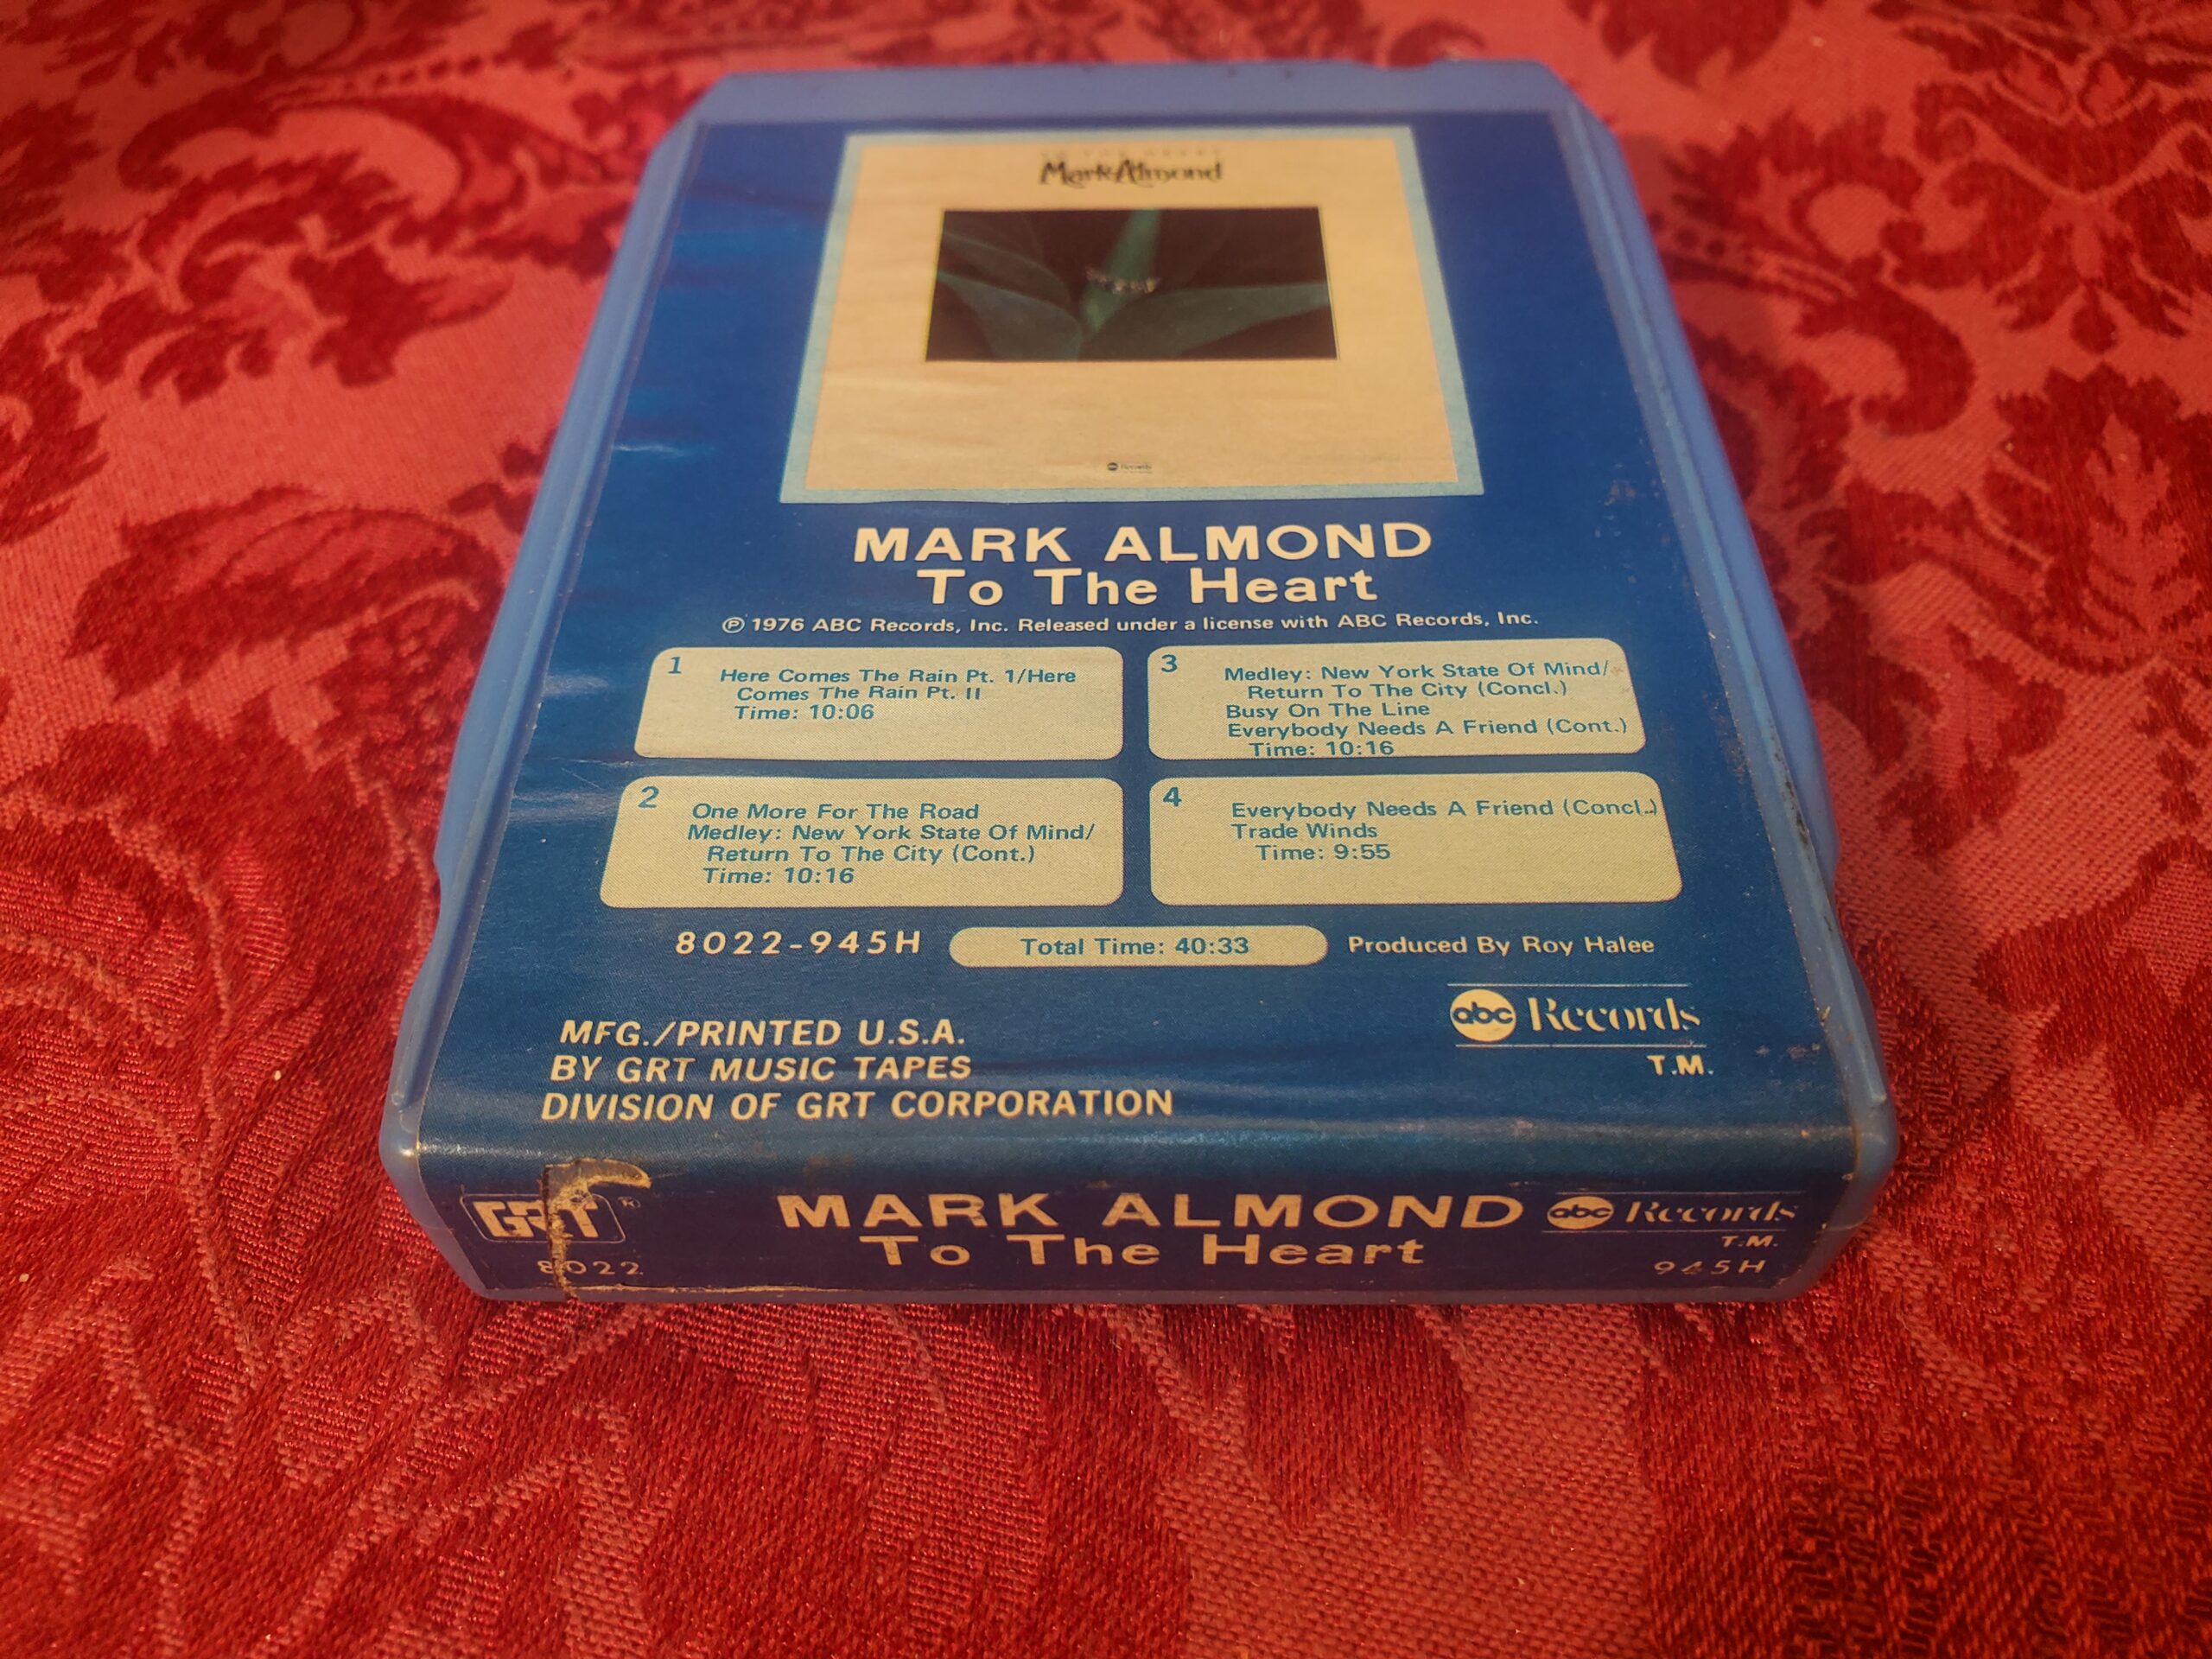 Mark-Almond
abc Records
MARK ALMOND
To The Heart
℗ 1976 ABC Records, Inc. Released under a license with ABC Records, Inc.
1
Here Comes The Rain Pt. 1/Here
Comes The Rain Pt. II
Time: 10:06
2
One More For The Road
Medley: New York State Of Mind/
Return To The City (Cont.)
Time: 10:16
3
Medley: New York State Of Mind/
Return To The City (Concl.)
Busy On The Line
Everybody Needs A Friend (Cont.)
Time: 10:16
4
Everybody Needs A Friend (Concl.)
Trade Winds
Time: 9:55
8022-945H
Total Time: 40:33
Produced By Roy Halee
abc Records
T.M.
MFG./PRINTED U.S.A.
BY GRT MUSIC TAPES
DIVISION OF GRT CORPORATION
GRT®
8022
MARK ALMOND
To The Heart
abc Records
T.M.
945H